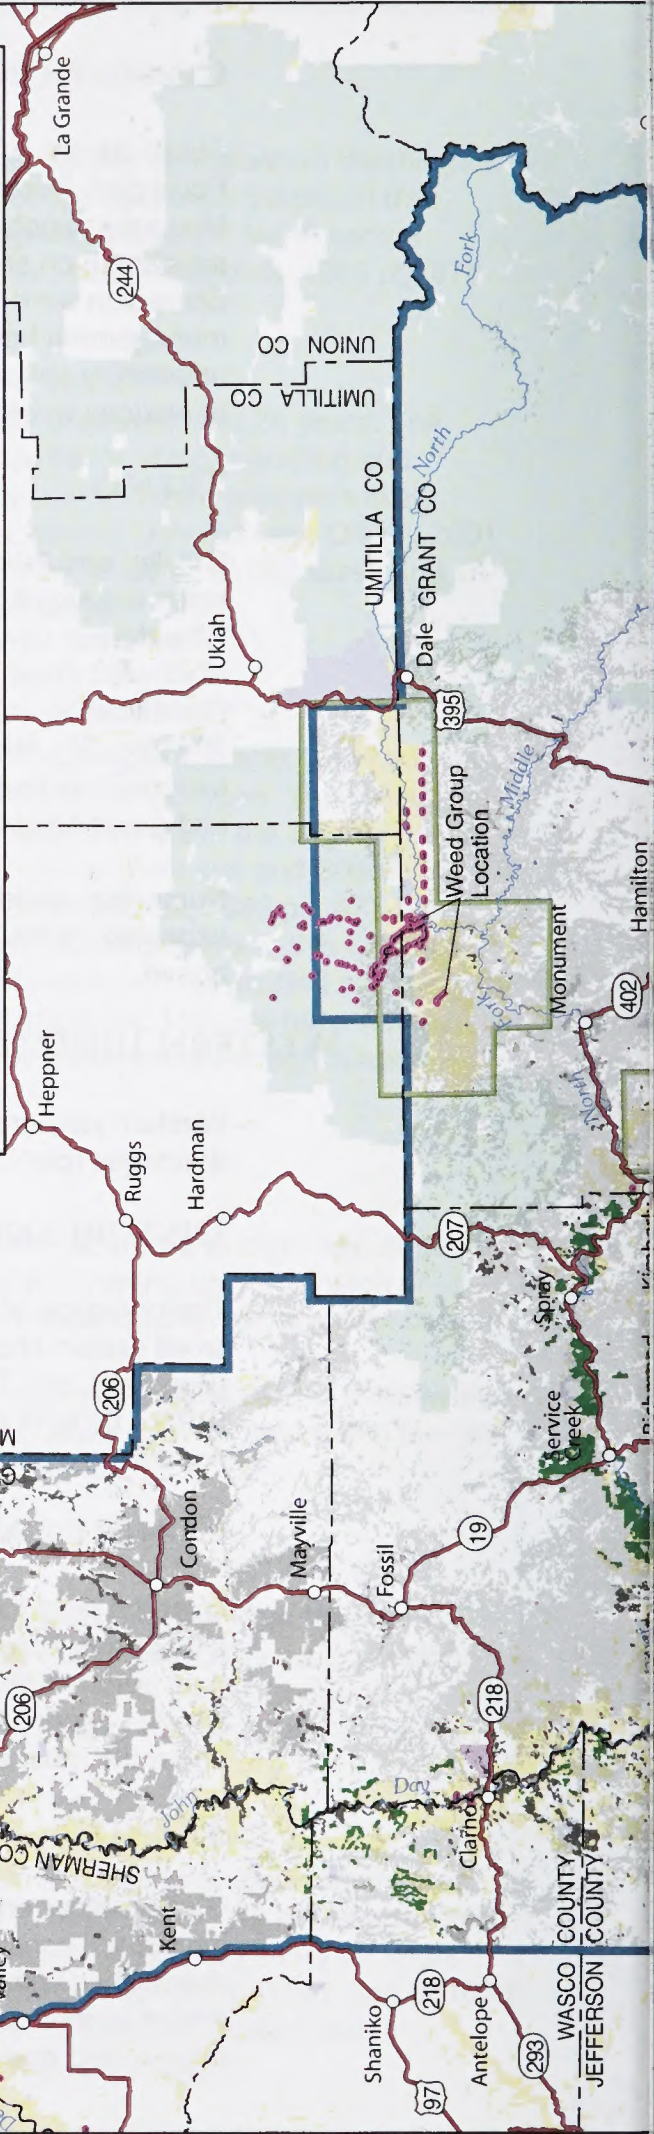 La Grande
244
UNION CO
UMITILLA CO
Fork
North
UMITILLA CO
GRANT CO
Dale
Ukiah
395
Middle
Weed Group
Location
Fork
Monument
Hamilton
402
North
Heppner
Ruggs
Hardman
207
Spray
Service
Creek
206
Condon
Mayville
Fossil
19
206
218
John
Day
SHERMAN CO
Clarno
Kent
Shaniko
218
Antelope
97
293
WASCO COUNTY
JEFFERSON COUNTY